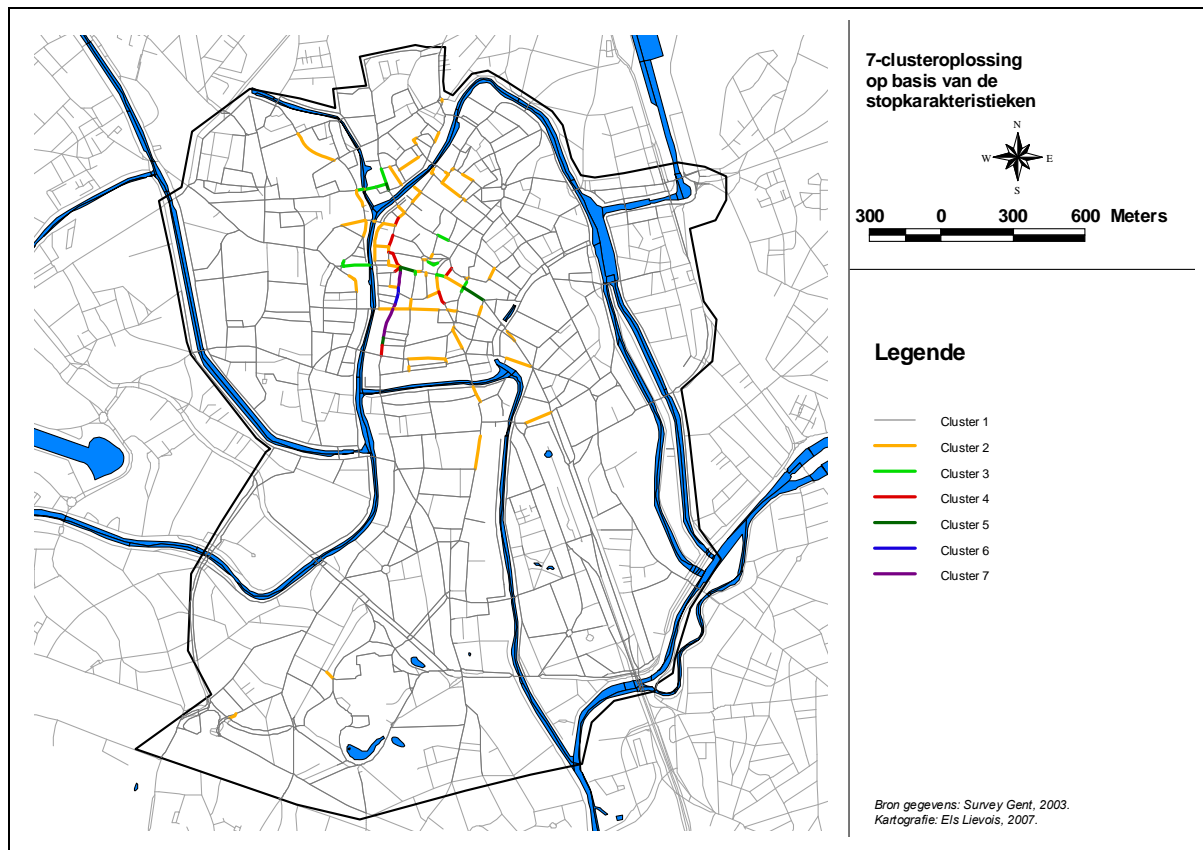 7-clusteroplossing
op basis van de
stopkarakteristieken
N
W E
S
300 0 300 600 Meters
Legende
Cluster 1
Cluster 2
Cluster 3
Cluster 4
Cluster 5
Cluster 6
Cluster 7
Bron gegevens: Survey Gent, 2003.
Kartografie: Els Lievois, 2007.